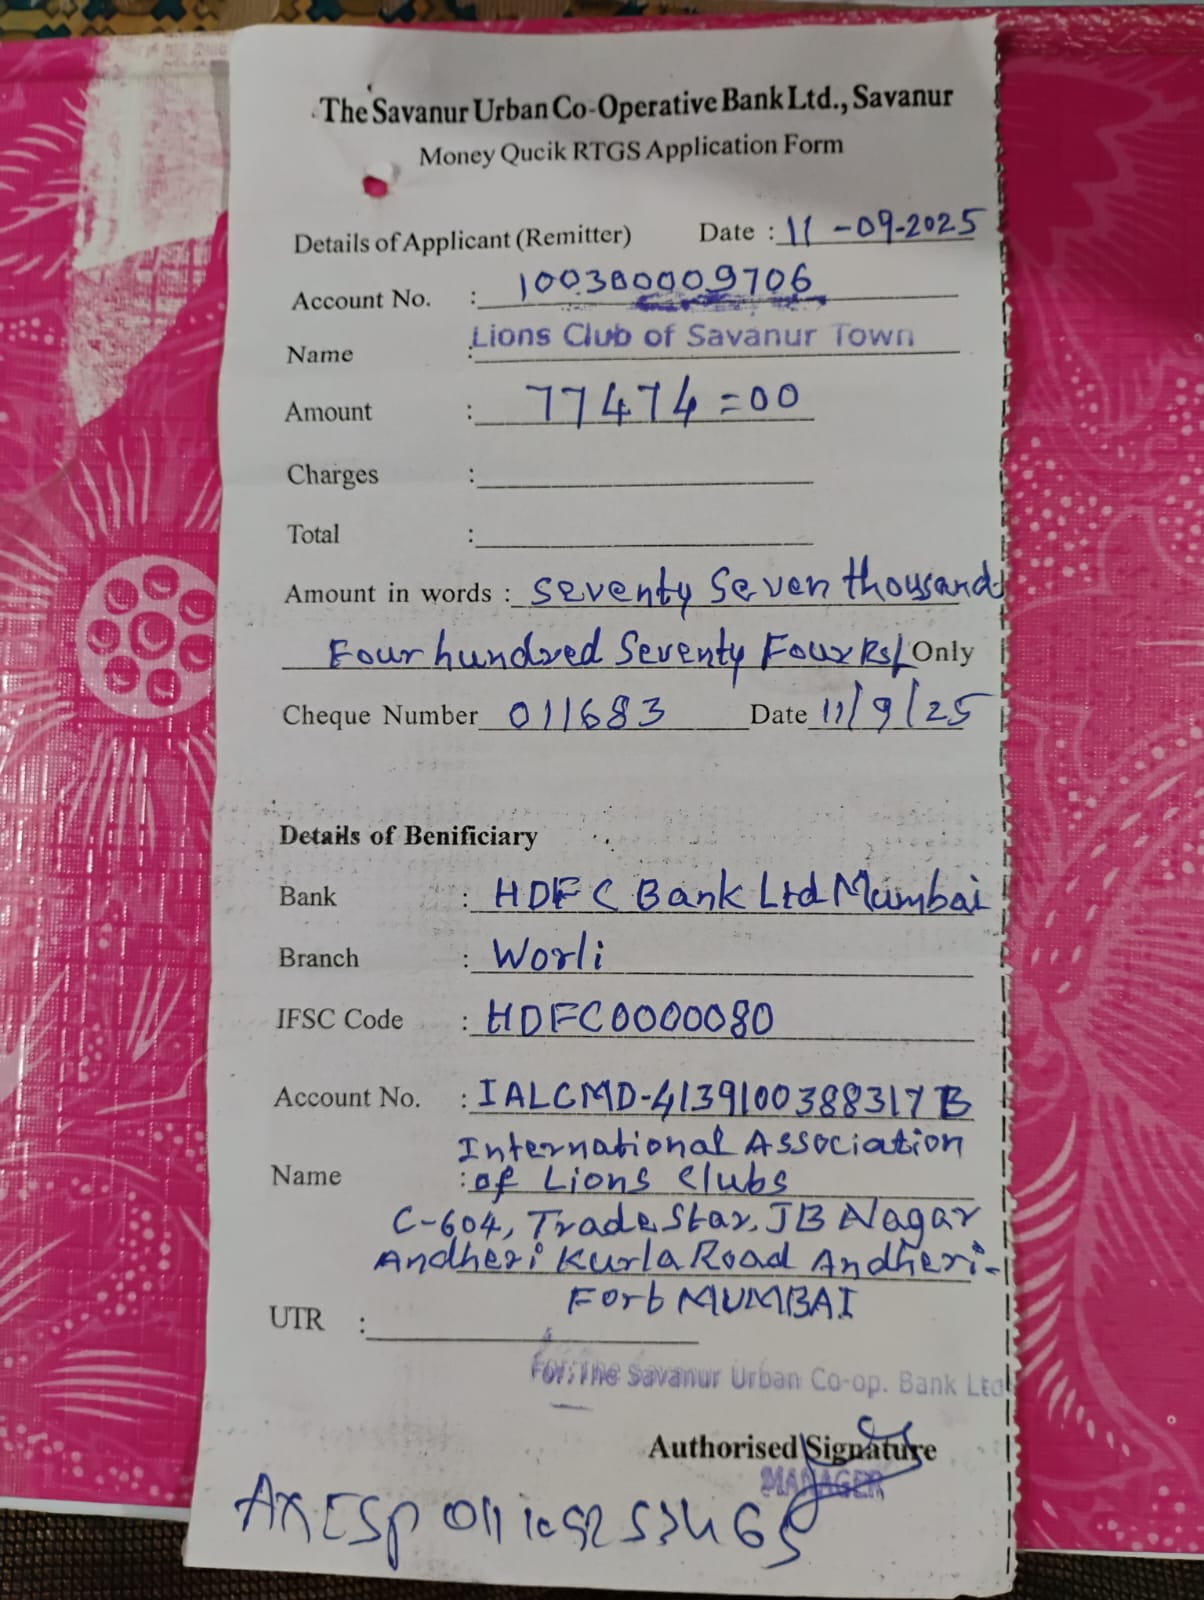 The Savanur Urban Co-Operative Bank Ltd., Savanur
Money Qucik RTGS Application Form
Details of Applicant (Remitter) Date : 11-09-2025
Account No. : 100380009706
Name : Lions Club of Savanur Town
Amount : 77474=00
Charges :
Total :
Amount in words : Seventy Seven thousand
Four hundred Seventy Four Rs/ Only
Cheque Number 011683 Date 11/9/25
Details of Benificiary
Bank : HDFC Bank Ltd Mumbai
Branch : Worli
IFSC Code : HDFC0000080
Account No. : IALCMD-4139100388317B
International Association
Name : of Lions Clubs
C-604, Trade Star, JB Nagar
Andheri Kurla Road Andheri-
MUMBAI
UTR :
For: The Savanur Urban Co-op. Bank Ltd
Authorised Signature
MANAGER